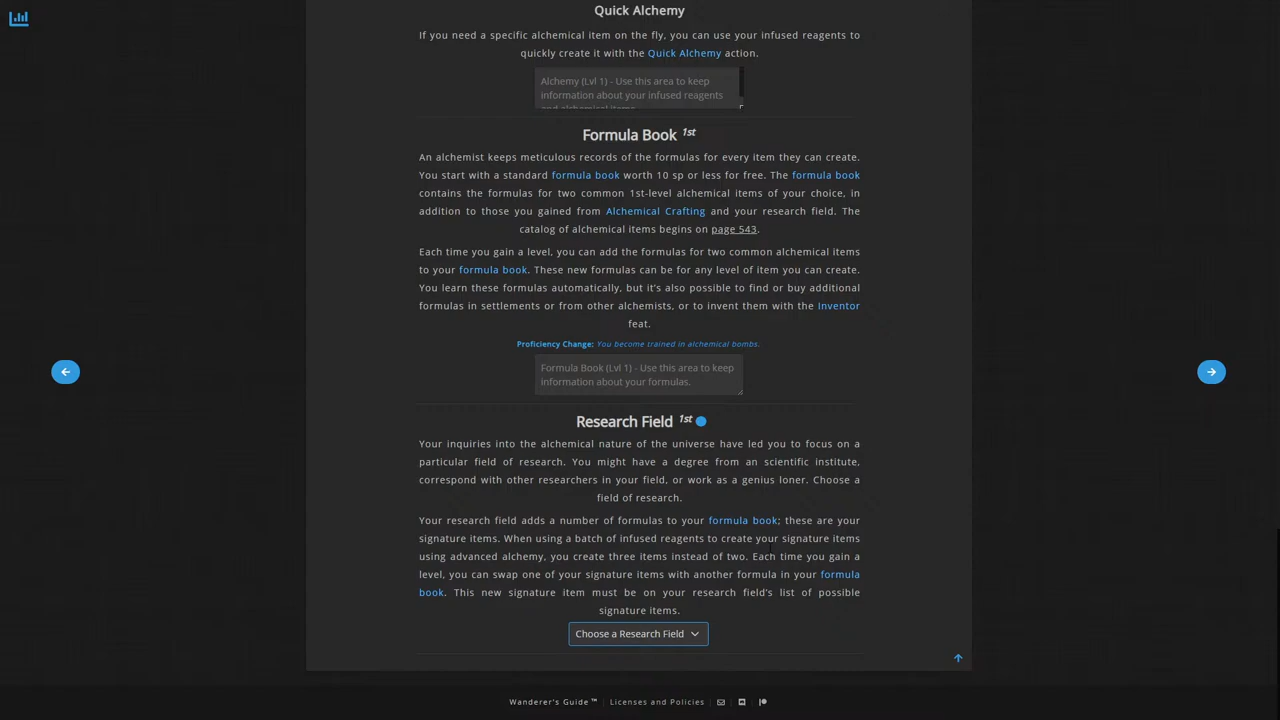 Quick Alchemy
If you need a specific alchemical item on the fly, you can use your infused reagents to
quickly create it with the Quick Alchemy action.
Alchemy (Lvl 1) - Use this area to keep
information about your infused reagents
and alchemical items.
Formula Book 1st
An alchemist keeps meticulous records of the formulas for every item they can create.
You start with a standard formula book worth 10 sp or less for free. The formula book
contains the formulas for two common 1st-level alchemical items of your choice, in
addition to those you gained from Alchemical Crafting and your research field. The
catalog of alchemical items begins on page 543.
Each time you gain a level, you can add the formulas for two common alchemical items
to your formula book. These new formulas can be for any level of item you can create.
You learn these formulas automatically, but it's also possible to find or buy additional
formulas in settlements or from other alchemists, or to invent them with the Inventor
feat.
Proficiency Change: You become trained in alchemical bombs.
Formula Book (Lvl 1) - Use this area to keep
information about your formulas.
Research Field 1st
Your inquiries into the alchemical nature of the universe have led you to focus on a
particular field of research. You might have a degree from an scientific institute,
correspond with other researchers in your field, or work as a genius loner. Choose a
field of research.
Your research field adds a number of formulas to your formula book; these are your
signature items. When using a batch of infused reagents to create your signature items
using advanced alchemy, you create three items instead of two. Each time you gain a
level, you can swap one of your signature items with another formula in your formula
book. This new signature item must be on your research field's list of possible
signature items.
Choose a Research Field
Wanderer's Guide ™ | Licenses and Policies